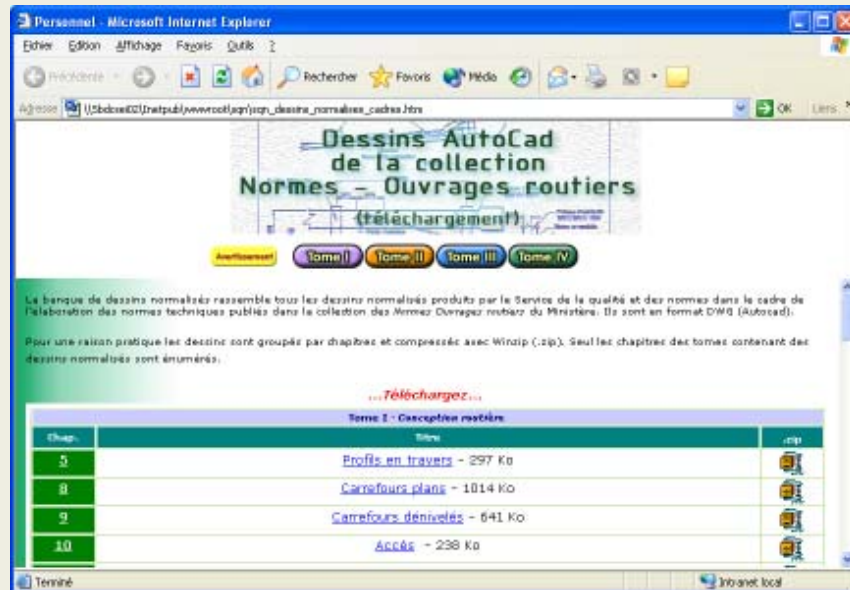 Personnel - Microsoft Internet Explorer
Fichier Edition Affichage Favoris Outils ?
Précédente Rechercher Favoris Média
Adresse OK Liens
Dessins AutoCad
de la collection
Normes - Ouvrages routiers
(téléchargement)
Avertissement Tome I Tome II Tome III Tome IV
La banque de dessins normalisés rassemble tous les dessins normalisés produits par le Service de la qualité et des normes dans le cadre de
l'élaboration des normes techniques publiés dans la collection des Normes Ouvrages routiers du Ministère. Ils sont en format DWG (Autocad).
Pour une raison pratique les dessins sont groupés par chapitres et compressés avec Winzip (.zip). Seul les chapitres des tomes contenant des
dessins normalisés sont énumérés.
...Téléchargez...
Tome I - Conception routière
Chap. Titre .zip
5 Profils en travers - 297 Ko
8 Carrefours plans - 1014 Ko
9 Carrefours dénivelés - 641 Ko
10 Accès - 238 Ko
Terminé Intranet local